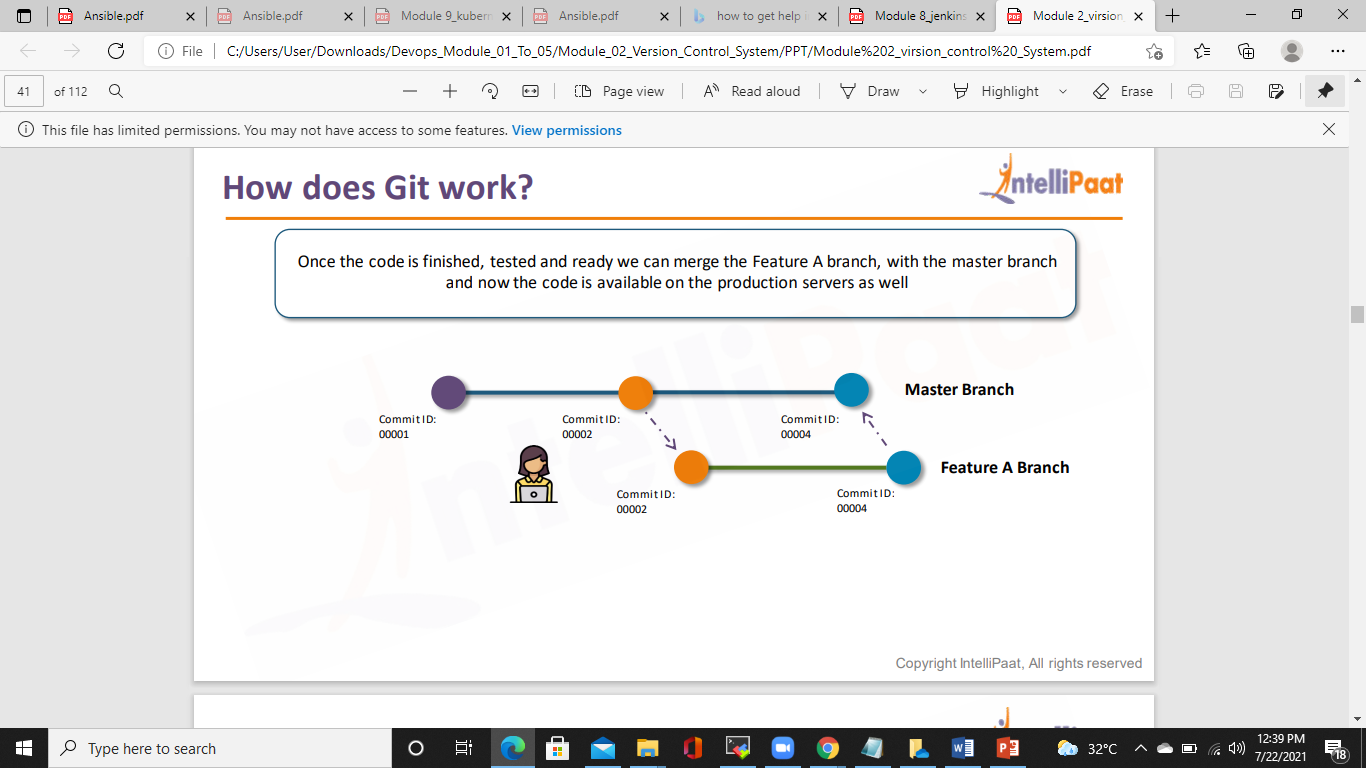 Ansible.pdf
Ansible.pdf
Module 9_kubern
Ansible.pdf
how to get help i
Module 8_jenkins
Module 2_virsion_
File
C:/Users/User/Downloads/Devops_Module_01_To_05/Module_02_Version_Control_System/PPT/Module%202_virsion_control%20_System.pdf
41 of 112
Page view
Read aloud
Draw
Highlight
Erase
This file has limited permissions. You may not have access to some features. View permissions
How does Git work?
IntelliPaat
Once the code is finished, tested and ready we can merge the Feature A branch, with the master branch
and now the code is available on the production servers as well
Master Branch
Commit ID:
00001
Commit ID:
00002
Commit ID:
00004
Feature A Branch
Commit ID:
00002
Commit ID:
00004
Copyright IntelliPaat, All rights reserved
Type here to search
32°C
12:39 PM
7/22/2021
18